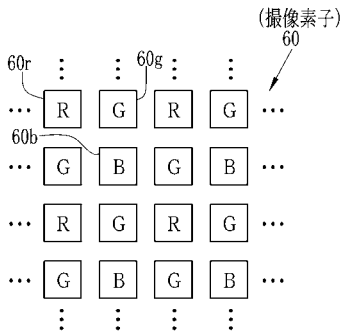 (撮像素子)
60
60r
60g
R G R G
60b
G B G B
R G R G
G B G B